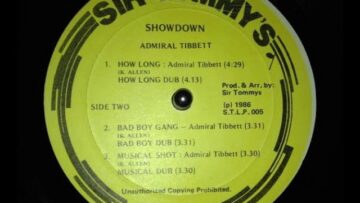 SIR TOMMY'S
SHOWDOWN
ADMIRAL TIBBETT
1. HOW LONG : Admiral Tibbett (4:29)
(K. ALLEN)
HOW LONG DUB (4.13)
Prod. & Arr. by:
Sir Tommys
SIDE TWO
(p) 1986
S.T.L.P. 005
2. BAD BOY GANG - Admiral Tibbett (3.31)
(K. ALLEN)
BAD BOY DUB (3.31)
3. MUSICAL SHOT : Admiral Tibbett (3.30)
(K. ALLEN)
MUSICAL DUB (3.30)
Unauthorized Copying Prohibited.